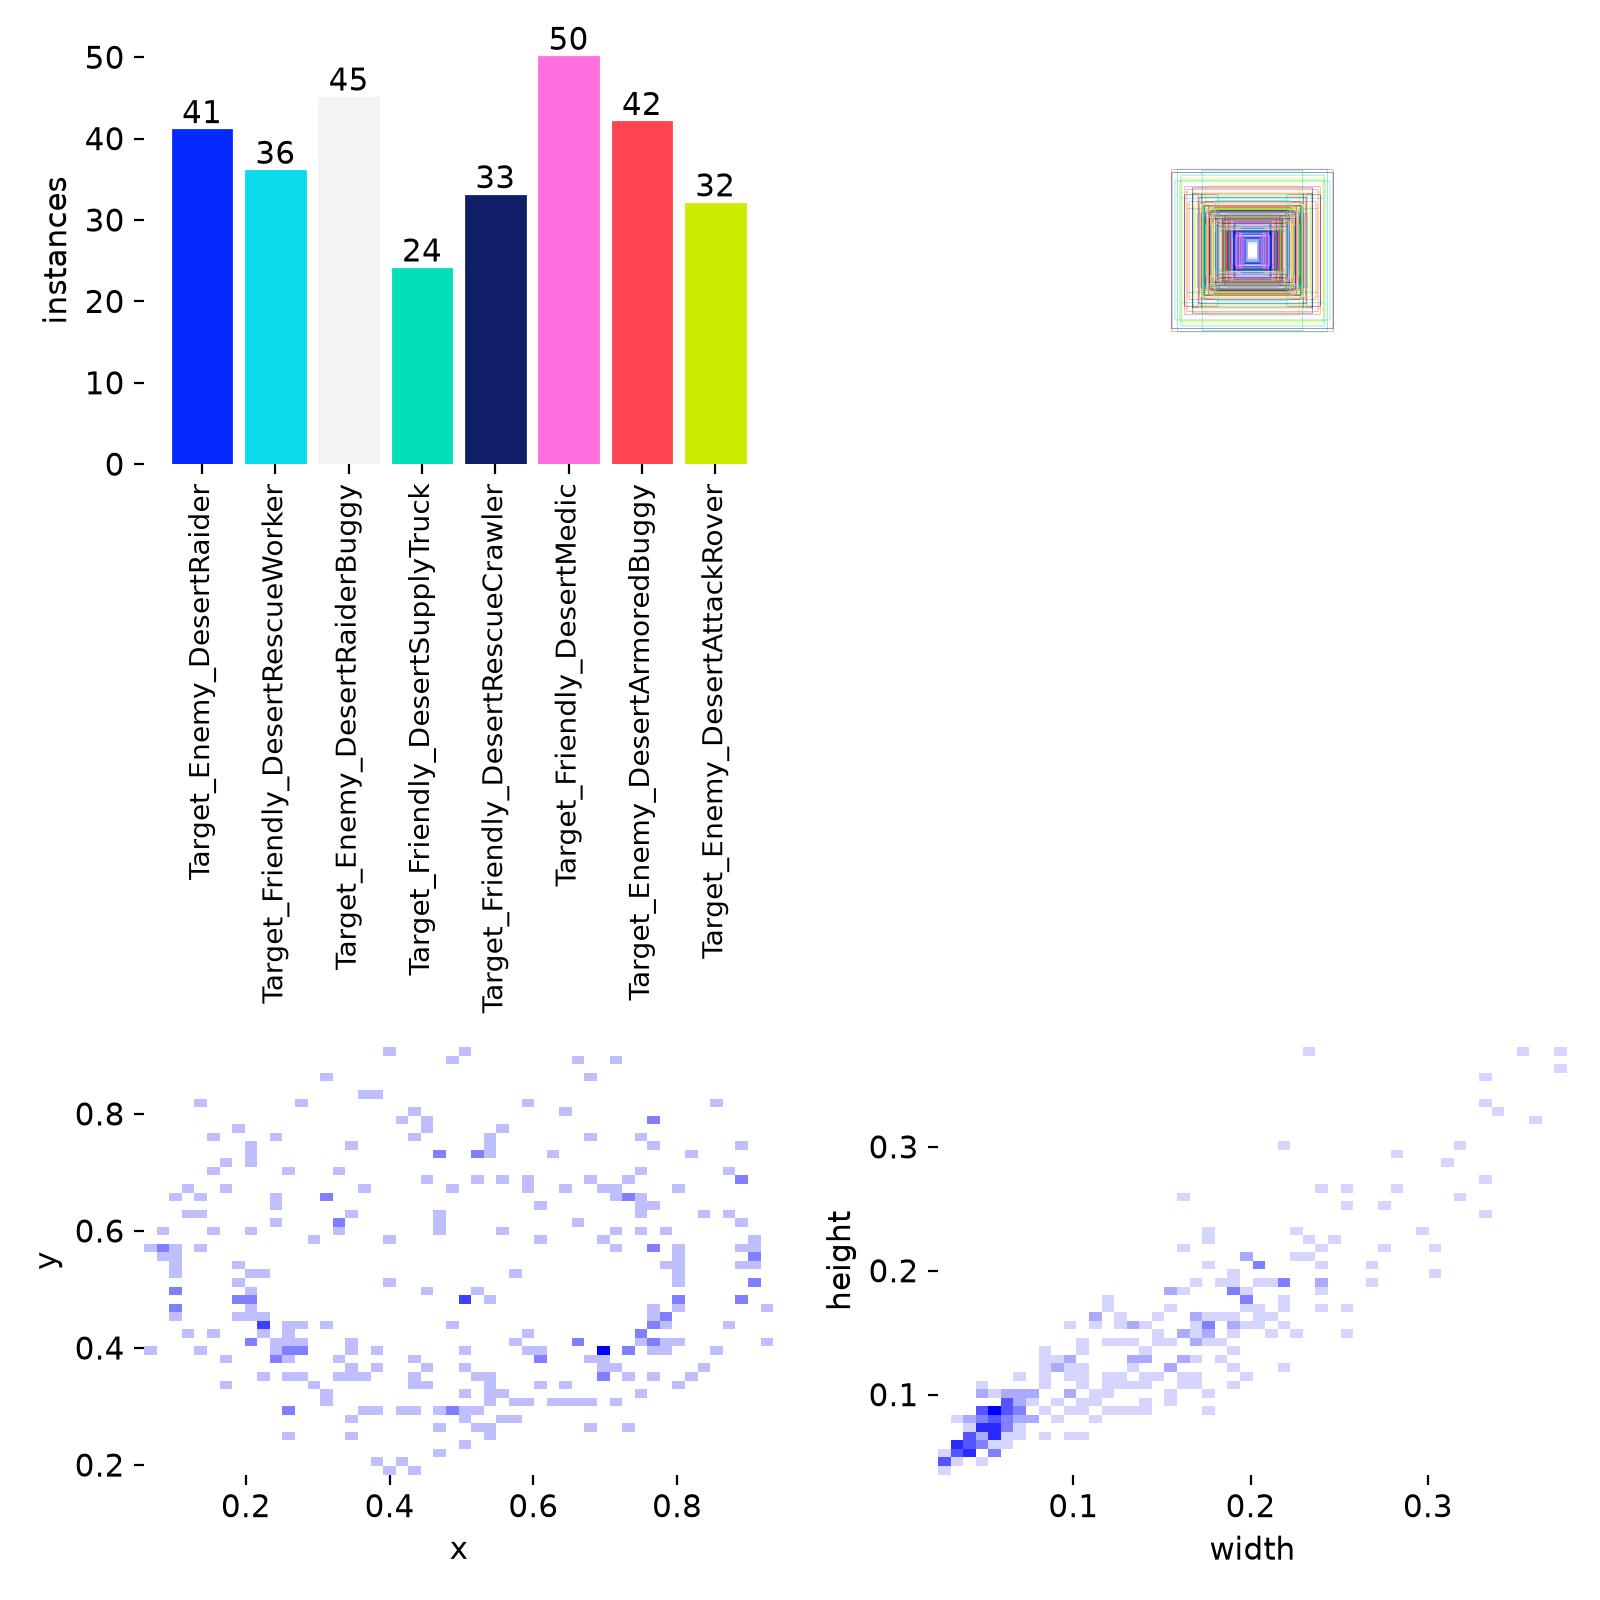 50
41
36
45
24
33
50
42
32
50
40
30
20
10
0
instances
Target_Enemy_DesertRaider
Target_Friendly_DesertRescueWorker
Target_Enemy_DesertRaiderBuggy
Target_Friendly_DesertSupplyTruck
Target_Friendly_DesertRescueCrawler
Target_Friendly_DesertMedic
Target_Enemy_DesertArmoredBuggy
Target_Enemy_DesertAttackRover
0.8
0.6
0.4
0.2
y
0.2 0.4 0.6 0.8
x
0.3
0.2
0.1
height
0.1 0.2 0.3
width